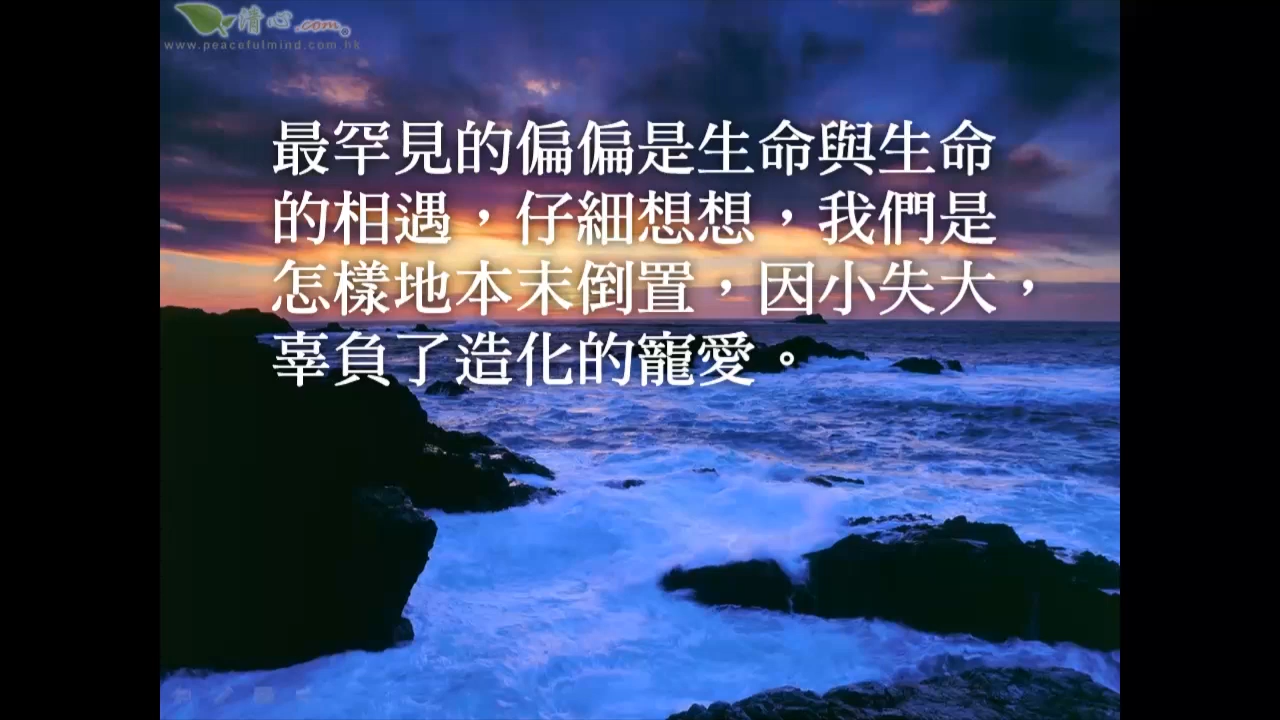 清心.com
www.peacefulmind.com.hk
最罕見的偏偏是生命與生命
的相遇，仔細想想，我們是
怎樣地本末倒置，因小失大，
辜負了造化的寵愛。